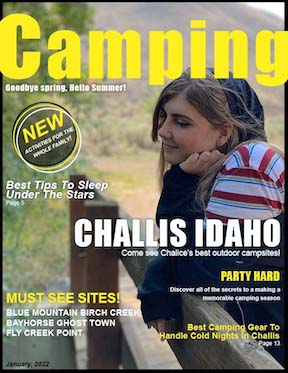 Camping
Goodbye spring, Hello Summer!
NEW
ACTIVITIES FOR THE
WHOLE FAMILY!
Best Tips To Sleep
Under The Stars
Page 5
CHALLIS IDAHO
Come see Chalice's best outdoor campsites!
PARTY HARD
Discover all of the secrets to a making a
memorable camping season
MUST SEE SITES!
BLUE MOUNTAIN BIRCH CREEK
BAYHORSE GHOST TOWN
FLY CREEK POINT
Best Camping Gear To
Handle Cold Nights In Challis
Page 13
January, 2022